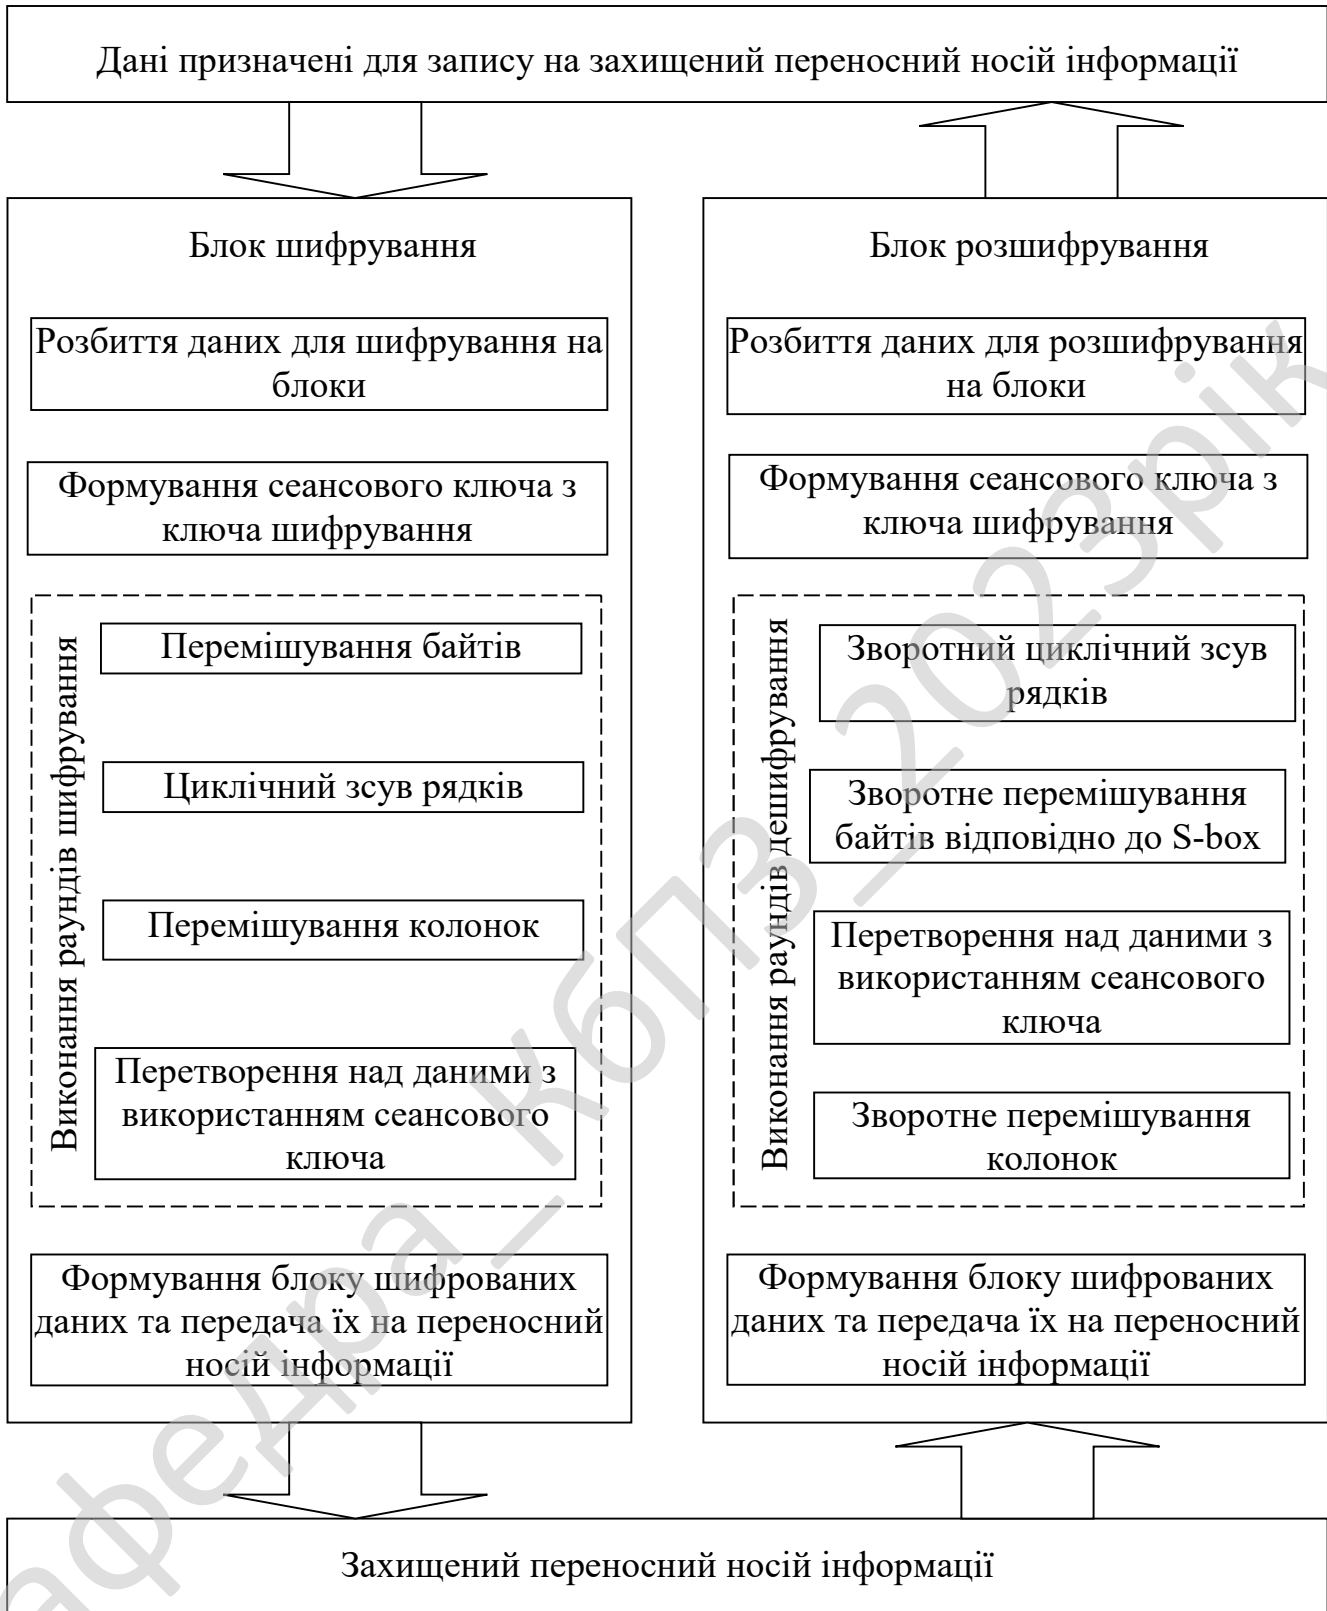 Дані призначені для запису на захищений переносний носій інформації
Блок шифрування
Розбиття даних для шифрування на
блоки
Формування сеансового ключа з
ключа шифрування
Виконання раундів шифрування
Перемішування байтів
Циклічний зсув рядків
Перемішування колонок
Перетворення над даними з
використанням сеансового
ключа
Формування блоку шифрованих
даних та передача їх на переносний
носій інформації
Блок розшифрування
Розбиття даних для розшифрування
на блоки
Формування сеансового ключа з
ключа шифрування
Виконання раундів дешифрування
Зворотний циклічний зсув
рядків
Зворотне перемішування
байтів відповідно до S-box
Перетворення над даними з
використанням сеансового
ключа
Зворотне перемішування
колонок
Формування блоку шифрованих
даних та передача їх на переносний
носій інформації
Захищений переносний носій інформації
афедра_КбПЗ_2023рік